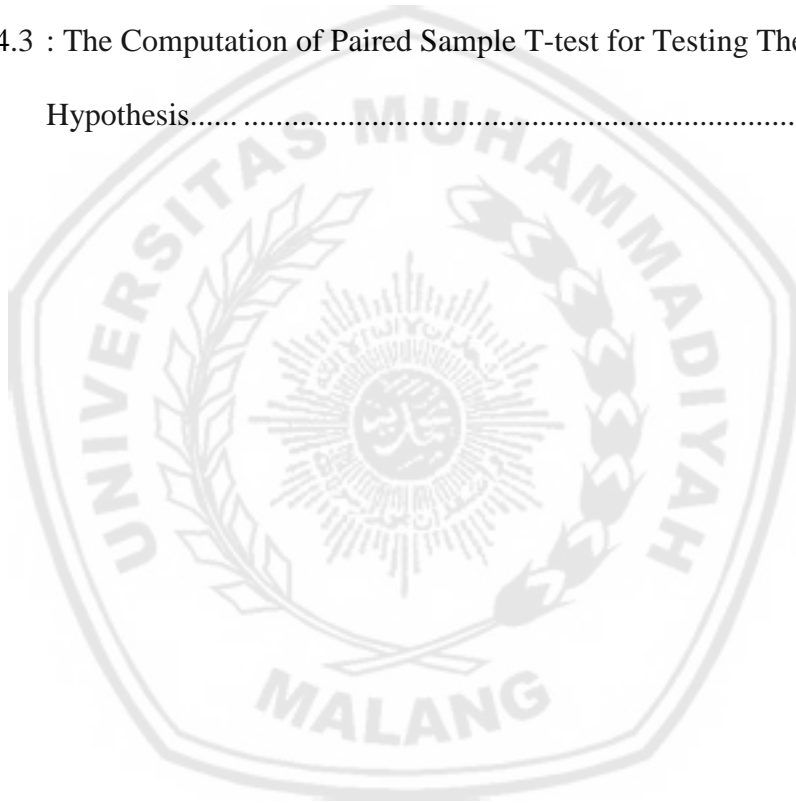 4.3 : The Computation of Paired Sample T-test for Testing The
Hypothesis...... ....................................................................
UNIVERSITAS MUHAMMADIYAH
MALANG